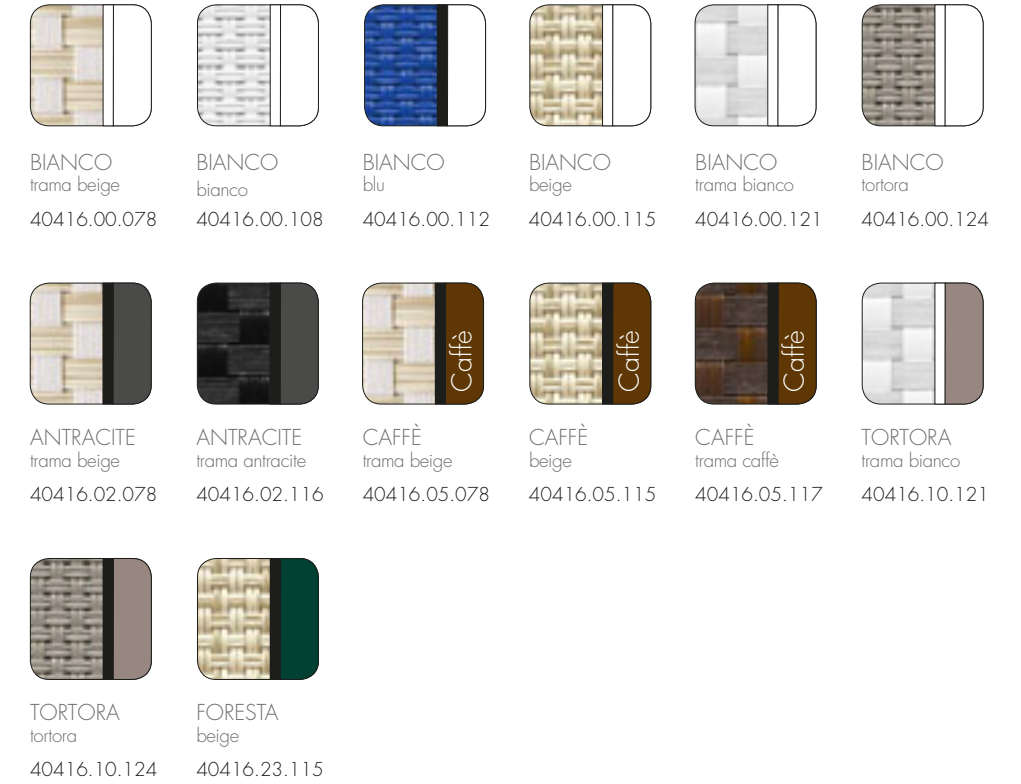 BIANCO
trama beige
40416.00.078
BIANCO
bianco
40416.00.108
BIANCO
blu
40416.00.112
BIANCO
beige
40416.00.115
BIANCO
trama bianco
40416.00.121
BIANCO
tortora
40416.00.124
ANTRACITE
trama beige
40416.02.078
ANTRACITE
trama antracite
40416.02.116
Caffè
CAFFÈ
trama beige
40416.05.078
Caffè
CAFFÈ
beige
40416.05.115
Caffè
CAFFÈ
trama caffè
40416.05.117
TORTORA
trama bianco
40416.10.121
TORTORA
tortora
40416.10.124
FORESTA
beige
40416.23.115